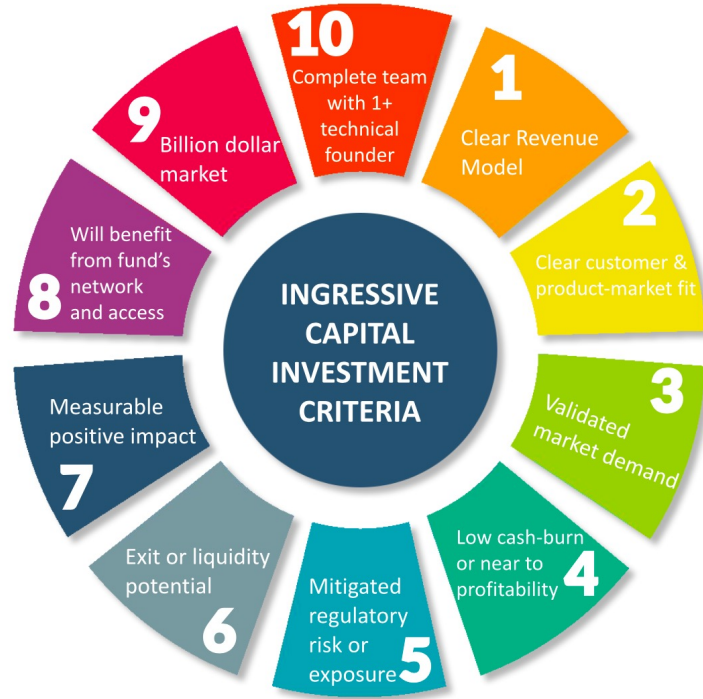 INGRESSIVE
CAPITAL
INVESTMENT
CRITERIA
1
Clear Revenue
Model
2
Clear customer &
product-market fit
3
Validated
market demand
4
Low cash-burn
or near to
profitability
5
Mitigated
regulatory
risk or
exposure
6
Exit or liquidity
potential
7
Measurable
positive impact
8
Will benefit
from fund's
network
and access
9
Billion dollar
market
10
Complete team
with 1+
technical
founder